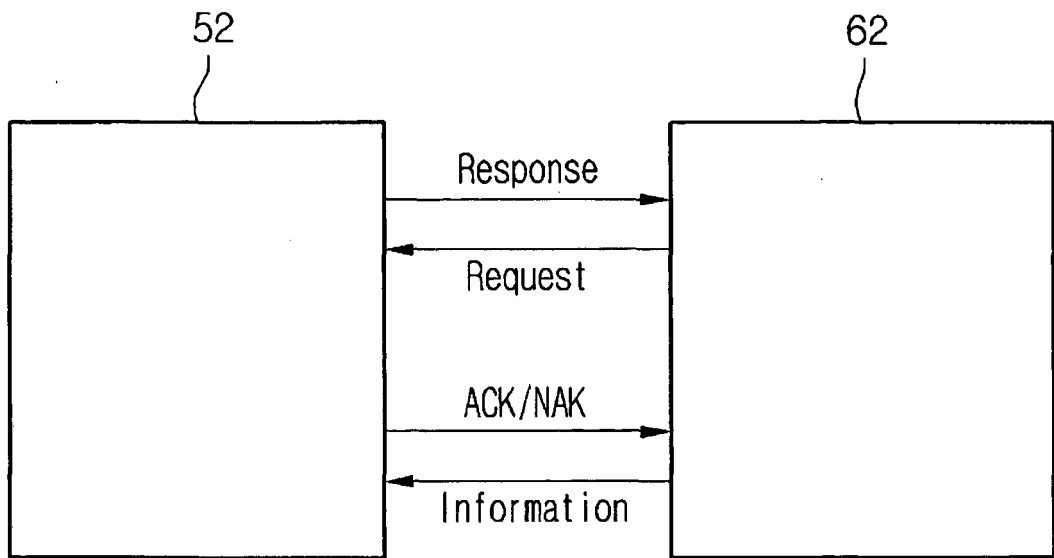 52
62
Response
Request
ACK/NAK
Information